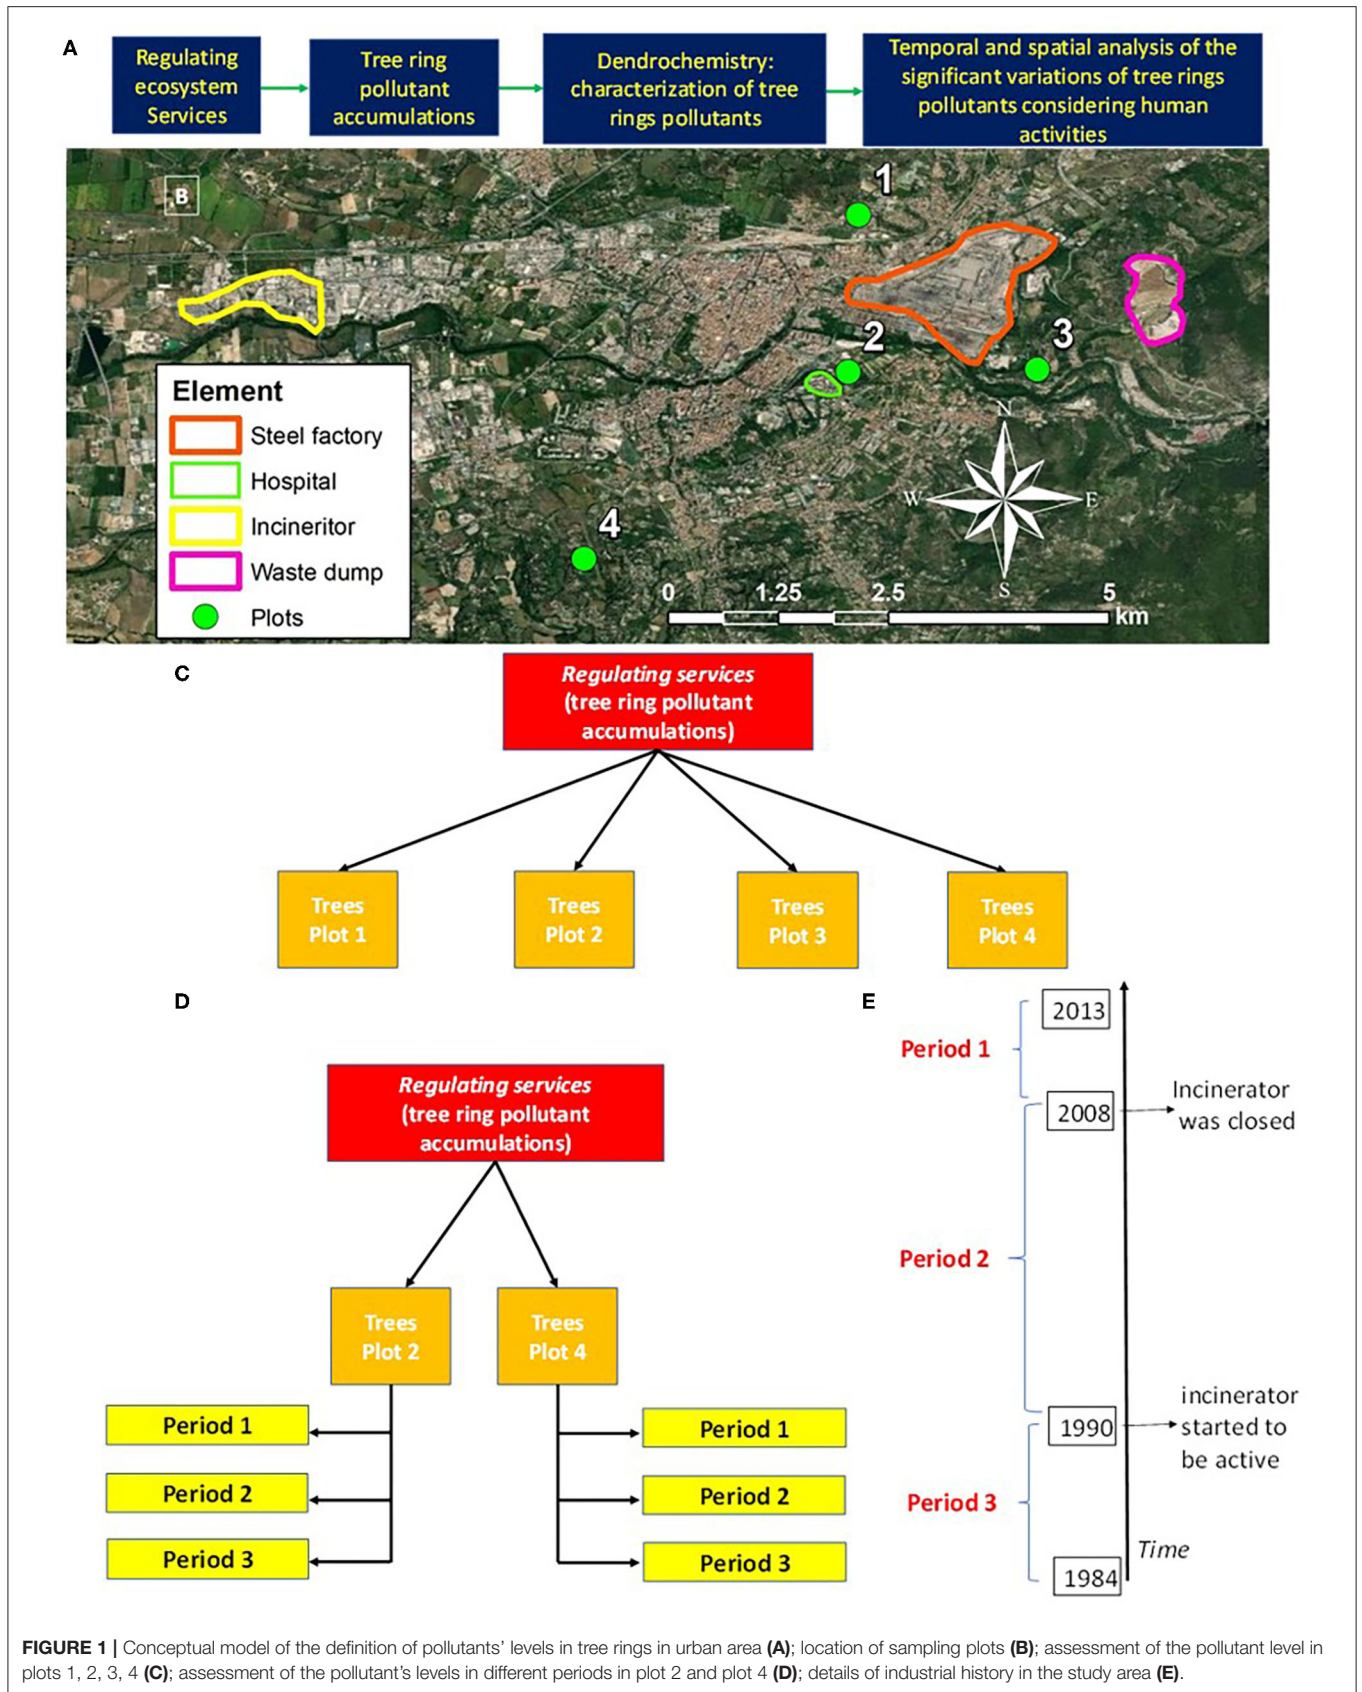 A
Regulating
ecosystem
Services
Tree ring
pollutant
accumulations
Dendrochemistry:
characterization of tree
rings pollutants
Temporal and spatial analysis of the
significant variations of tree rings
pollutants considering human
activities
B
1
2
3
4
Element
Steel factory
Hospital
Incineritor
Waste dump
Plots
N
W
E
S
0 1.25 2.5 5
km
C
Regulating services
(tree ring pollutant
accumulations)
Trees
Plot 1
Trees
Plot 2
Trees
Plot 3
Trees
Plot 4
D
Regulating services
(tree ring pollutant
accumulations)
Trees
Plot 2
Trees
Plot 4
Period 1
Period 2
Period 3
Period 1
Period 2
Period 3
E
2013
Period 1
2008
Incinerator
was closed
Period 2
1990
incinerator
started to
be active
Period 3
Time
1984
FIGURE 1 | Conceptual model of the definition of pollutants' levels in tree rings in urban area (A); location of sampling plots (B); assessment of the pollutant level in
plots 1, 2, 3, 4 (C); assessment of the pollutant's levels in different periods in plot 2 and plot 4 (D); details of industrial history in the study area (E).